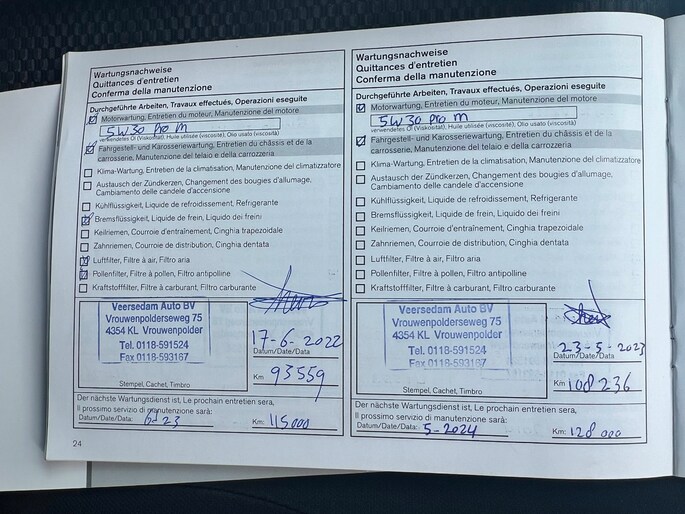 Wartungsnachweise
Quittances d'entretien
Conferma della manutenzione
Durchgeführte Arbeiten, Travaux effectués, Operazioni eseguite
Motorwartung, Entretien du moteur, Manutenzione del motore
5W30 Pro M
verwendetes Öl (Viskosität), Huile utilisée (viscosité), Olio usato (viscosità)
Fahrgestell- und Karosseriewartung, Entretien du châssis et de la
carrosserie, Manutenzione del telaio e della carrozzeria
Klima-Wartung, Entretien de la climatisation, Manutenzione del climatizzatore
Austausch der Zündkerzen, Changement des bougies d'allumage,
Cambiamento delle candele d'accensione
Kühlflüssigkeit, Liquide de refroidissement, Refrigerante
Bremsflüssigkeit, Liquide de frein, Liquido dei freini
Keilriemen, Courroie d'entraînement, Cinghia trapezoidale
Zahnriemen, Courroie de distribution, Cinghia dentata
Luftfilter, Filtre à air, Filtro aria
Pollenfilter, Filtre à pollen, Filtro antipolline
Kraftstofffilter, Filtre à carburant, Filtro carburante
Veersedam Auto BV
Vrouwenpolderseweg 75
4354 KL Vrouwenpolder
Tel. 0118-591524
Fax 0118-593187
Stempel, Cachet, Timbro
17-6-2022
Datum/Date/Data
Km 93559
Der nächste Wartungsdienst ist, Le prochain entretien sera,
Il prossimo servizio di manutenzione sarà:
Datum/Date/Data: 6-23 Km: 115000
24
Wartungsnachweise
Quittances d'entretien
Conferma della manutenzione
Durchgeführte Arbeiten, Travaux effectués, Operazioni eseguite
Motorwartung, Entretien du moteur, Manutenzione del motore
5W30 Pro M
verwendetes Öl (Viskosität), Huile utilisée (viscosité), Olio usato (viscosità)
Fahrgestell- und Karosseriewartung, Entretien du châssis et de la
carrosserie, Manutenzione del telaio e della carrozzeria
Klima-Wartung, Entretien de la climatisation, Manutenzione del climatizzatore
Austausch der Zündkerzen, Changement des bougies d'allumage,
Cambiamento delle candele d'accensione
Kühlflüssigkeit, Liquide de refroidissement, Refrigerante
Bremsflüssigkeit, Liquide de frein, Liquido dei freini
Keilriemen, Courroie d'entraînement, Cinghia trapezoidale
Zahnriemen, Courroie de distribution, Cinghia dentata
Luftfilter, Filtre à air, Filtro aria
Pollenfilter, Filtre à pollen, Filtro antipolline
Kraftstofffilter, Filtre à carburant, Filtro carburante
Veersedam Auto BV
Vrouwenpolderseweg 75
4354 KL Vrouwenpolder
Tel. 0118-591524
Fax 0118-593187
Stempel, Cachet, Timbro
23-5-2023
Datum/Date/Data
Km 108236
Der nächste Wartungsdienst ist, Le prochain entretien sera,
Il prossimo servizio di manutenzione sarà:
Datum/Date/Data: 5-2024 Km: 128 000